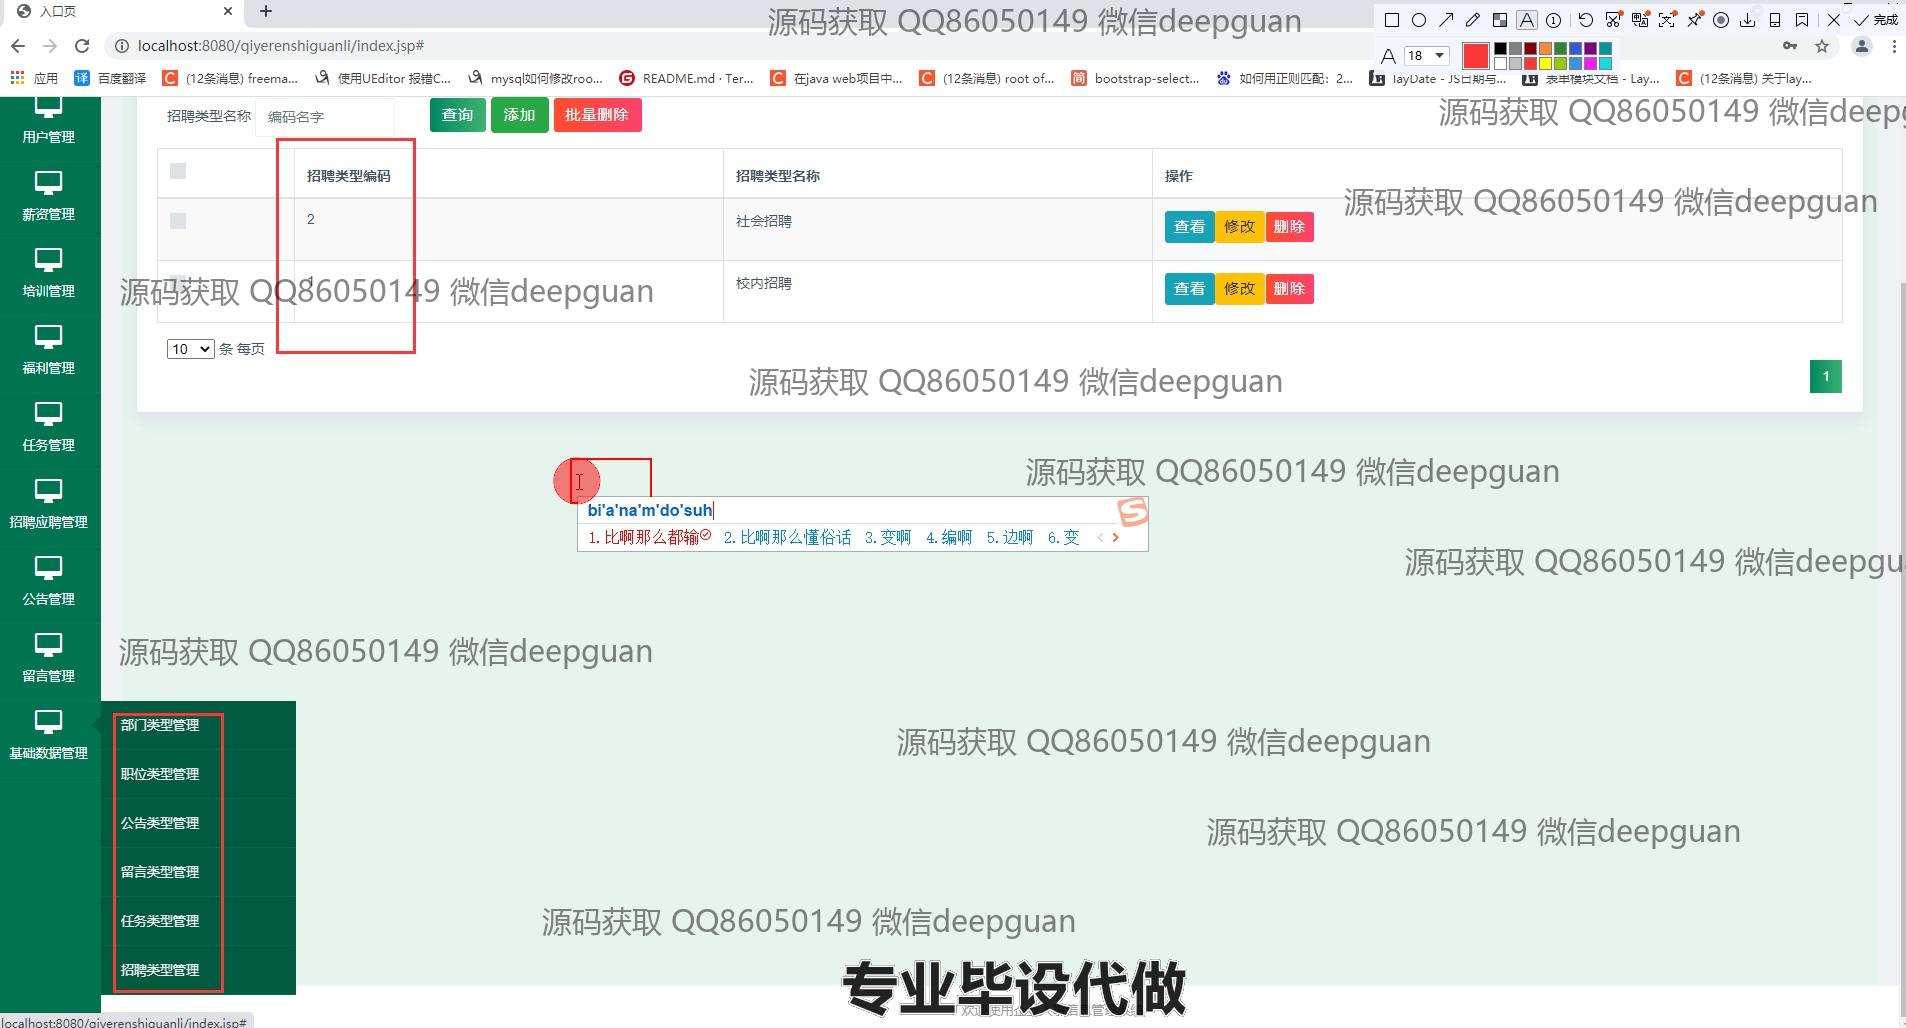 入口页
源码获取 QQ86050149 微信deepguan
完成
localhost:8080/qiyerenshiguanli/index.jsp#
18
应用 百度翻译 (12条消息) freema... 使用UEditor 报错C... mysql如何修改roo... README.md · Ter... 在java web项目中... (12条消息) root of... bootstrap-select... 如何用正则匹配：2... layDate - JS日期与... 表单模块文档 - Lay... (12条消息) 关于lay...
招聘类型名称 编码名字 查询 添加 批量删除
源码获取 QQ86050149 微信deepg
用户管理
招聘类型编码 招聘类型名称 操作
薪资管理
源码获取 QQ86050149 微信deepguan
2 社会招聘 查看 修改 删除
校内招聘 查看 修改 删除
培训管理
源码获取 QQ86050149 微信deepguan
10 条 每页
福利管理
源码获取 QQ86050149 微信deepguan
1
任务管理
源码获取 QQ86050149 微信deepguan
招聘应聘管理
bi'a'na'm'do'suh
1.比啊那么都输 2.比啊那么懂俗话 3.变啊 4.编啊 5.边啊 6.变
源码获取 QQ86050149 微信deepgua
公告管理
源码获取 QQ86050149 微信deepguan
留言管理
部门类型管理
源码获取 QQ86050149 微信deepguan
基础数据管理
职位类型管理
公告类型管理
源码获取 QQ86050149 微信deepguan
留言类型管理
任务类型管理
源码获取 QQ86050149 微信deepguan
招聘类型管理
专业毕设代做
localhost:8080/qiyerenshiguanli/index.jsp#